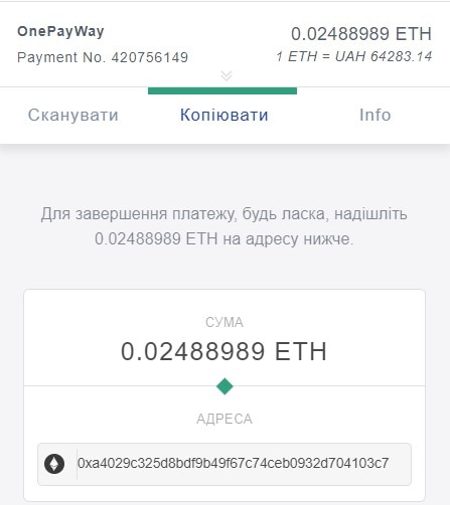 OnePayWay
0.02488989 ETH
Payment No. 420756149
1 ETH = UAH 64283.14
Сканувати
Копіювати
Info
Для завершення платежу, будь ласка, надішліть
0.02488989 ETH на адресу нижче.
СУМА
0.02488989 ETH
АДРЕСА
0xa4029c325d8bdf9b49f67c74ceb0932d704103c7